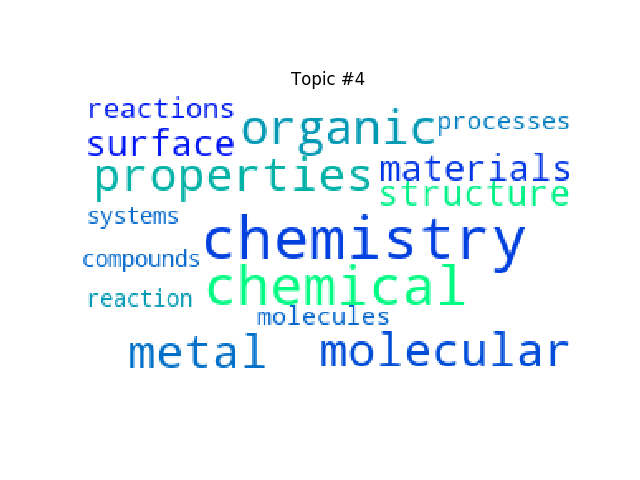 Topic #4
reactions
organic
processes
surface
properties
materials
structure
systems
chemistry
compounds
chemical
reaction
molecules
metal
molecular